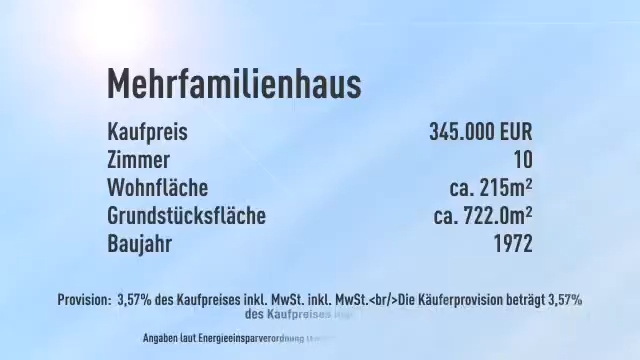 Mehrfamilienhaus
Kaufpreis 345.000 EUR
Zimmer 10
Wohnfläche ca. 215m²
Grundstücksfläche ca. 722.0m²
Baujahr 1972
Provision: 3,57% des Kaufpreises inkl. MwSt. inkl. MwSt.<br/>Die Käuferprovision beträgt 3,57%
des Kaufpreises
Angaben laut Energieeinsparverordnung